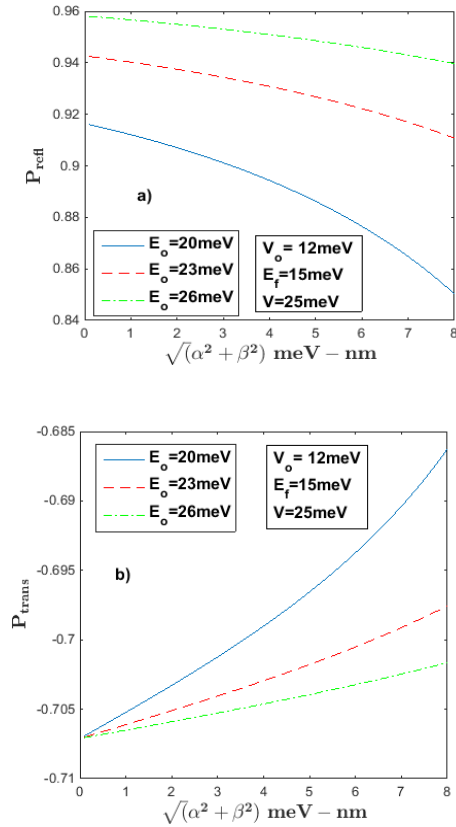 0.96
0.94
0.92
0.9
0.88
0.86
0.84
P_refl
a)
E_o=20meV
E_o=23meV
E_o=26meV
V_o= 12meV
E_f=15meV
V=25meV
0 1 2 3 4 5 6 7 8
√(α² + β²) meV − nm
-0.685
-0.69
-0.695
-0.7
-0.705
-0.71
P_trans
E_o=20meV
E_o=23meV
E_o=26meV
V_o= 12meV
E_f=15meV
V=25meV
b)
0 1 2 3 4 5 6 7 8
√(α² + β²) meV − nm